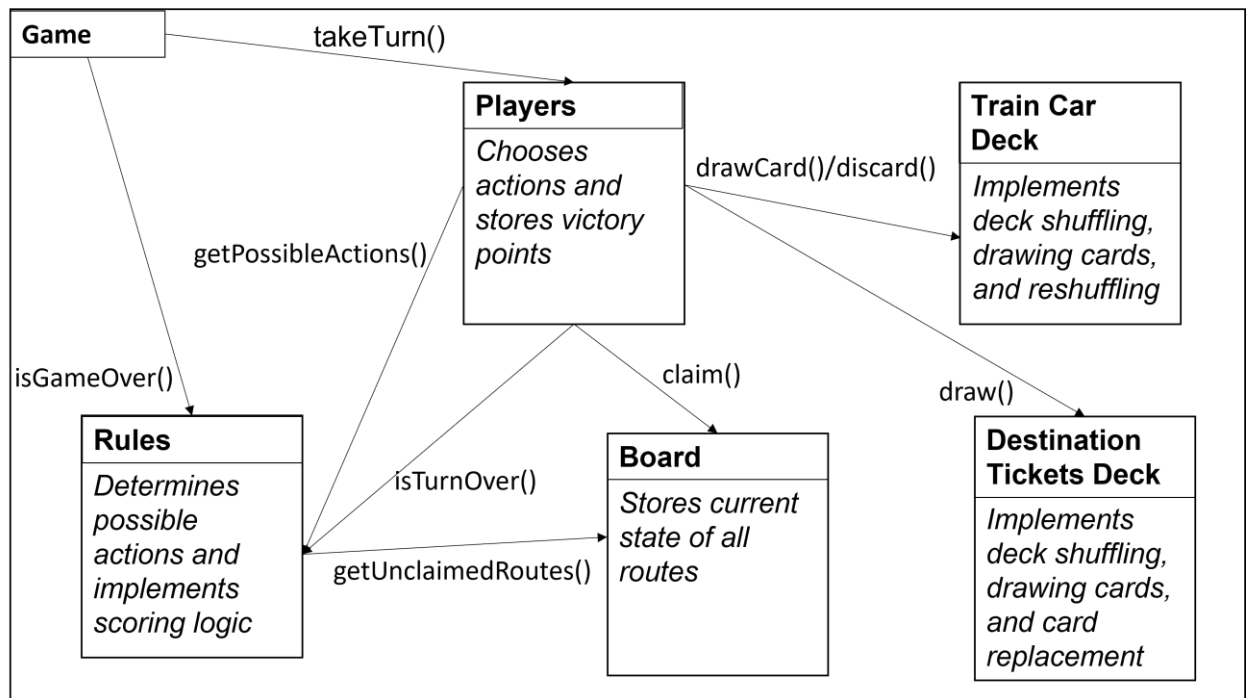 Game
takeTurn()
Players
Chooses
actions and
stores victory
points
Train Car
Deck
Implements
deck shuffling,
drawing cards,
and reshuffling
drawCard()/discard()
getPossibleActions()
isGameOver()
claim()
draw()
Rules
Determines
possible
actions and
implements
scoring logic
isTurnOver()
getUnclaimedRoutes()
Board
Stores current
state of all
routes
Destination
Tickets Deck
Implements
deck shuffling,
drawing cards,
and card
replacement